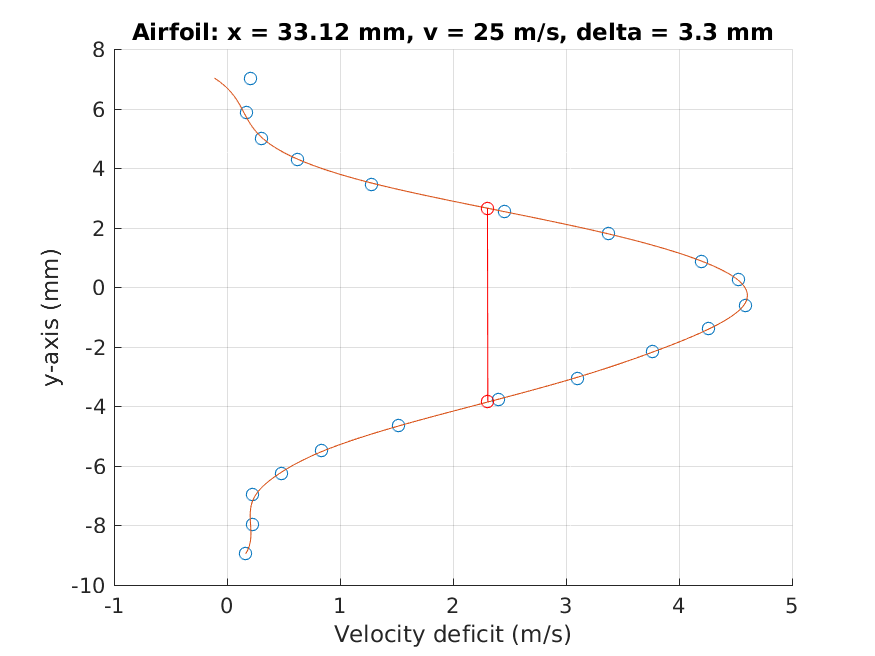 Airfoil: x = 33.12 mm, v = 25 m/s, delta = 3.3 mm
8
6
4
2
0
-2
-4
-6
-8
-10
y-axis (mm)
-1 0 1 2 3 4 5
Velocity deficit (m/s)